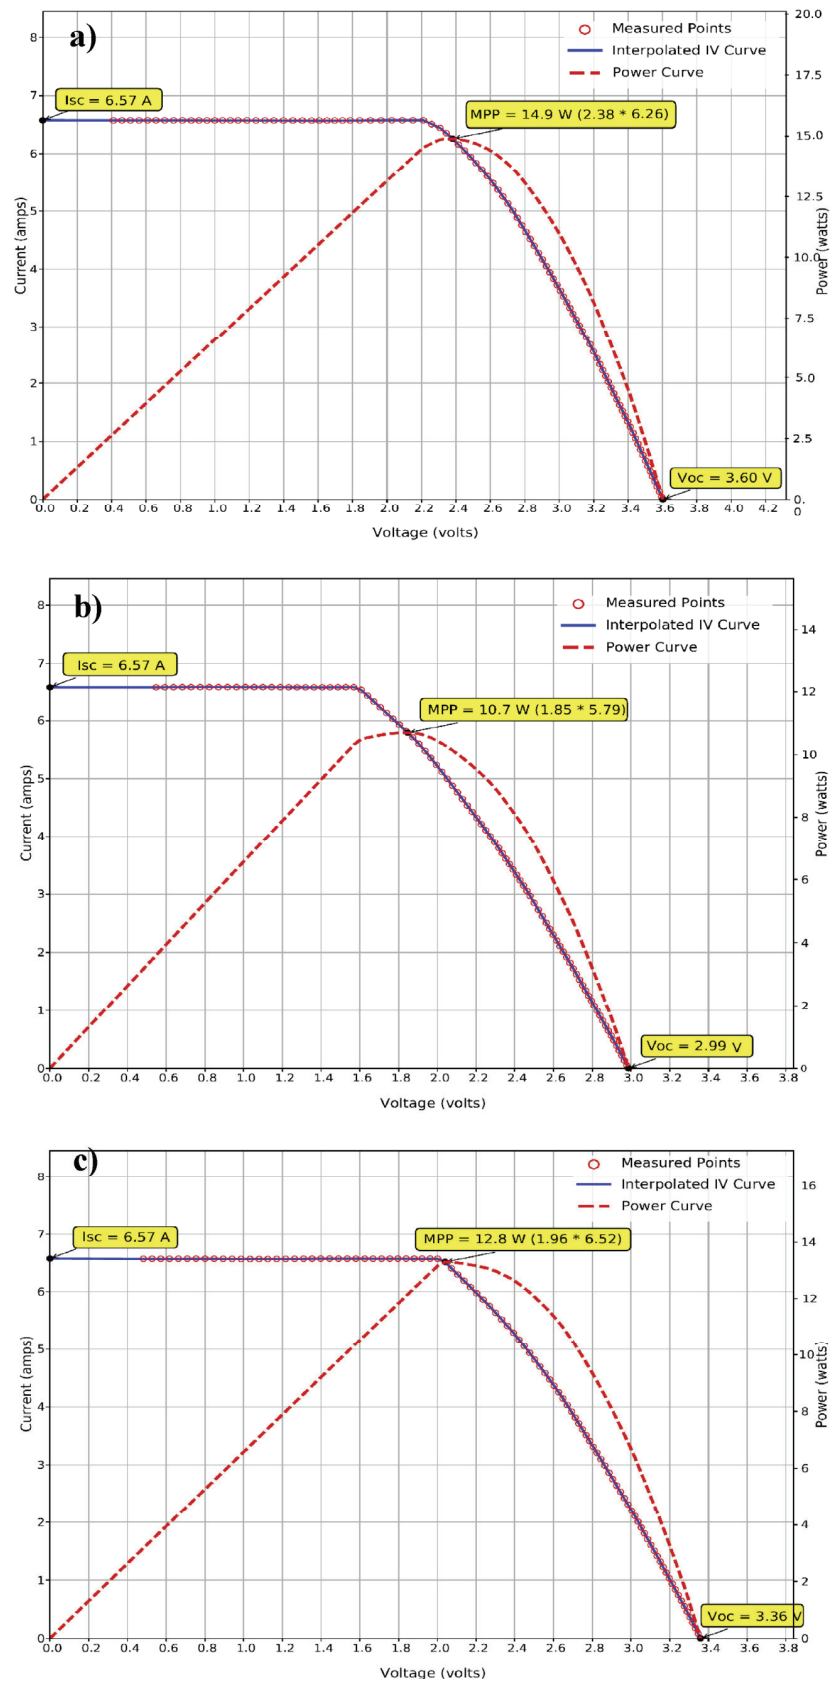 a)
Measured Points
Interpolated IV Curve
Power Curve
Isc = 6.57 A
MPP = 14.9 W (2.38 * 6.26)
Voc = 3.60 V
Current (amps)
8
7
6
5
4
3
2
1
0
20.0
17.5
15.0
12.5
10.0
7.5
5.0
2.5
0.
0
Power (watts)
0.0 0.2 0.4 0.6 0.8 1.0 1.2 1.4 1.6 1.8 2.0 2.2 2.4 2.6 2.8 3.0 3.2 3.4 3.6 3.8 4.0 4.2
Voltage (volts)
b)
Measured Points
Interpolated IV Curve
Power Curve
Isc = 6.57 A
MPP = 10.7 W (1.85 * 5.79)
Voc = 2.99 V
Current (amps)
8
7
6
5
4
3
2
1
0
14
12
10
8
6
4
2
0
Power (watts)
0.0 0.2 0.4 0.6 0.8 1.0 1.2 1.4 1.6 1.8 2.0 2.2 2.4 2.6 2.8 3.0 3.2 3.4 3.6 3.8
Voltage (volts)
c)
Measured Points
Interpolated IV Curve
Power Curve
Isc = 6.57 A
MPP = 12.8 W (1.96 * 6.52)
Voc = 3.36 V
Current (amps)
8
7
6
5
4
3
2
1
0
16
14
12
10
8
6
4
2
0
Power (watts)
0.0 0.2 0.4 0.6 0.8 1.0 1.2 1.4 1.6 1.8 2.0 2.2 2.4 2.6 2.8 3.0 3.2 3.4 3.6 3.8
Voltage (volts)